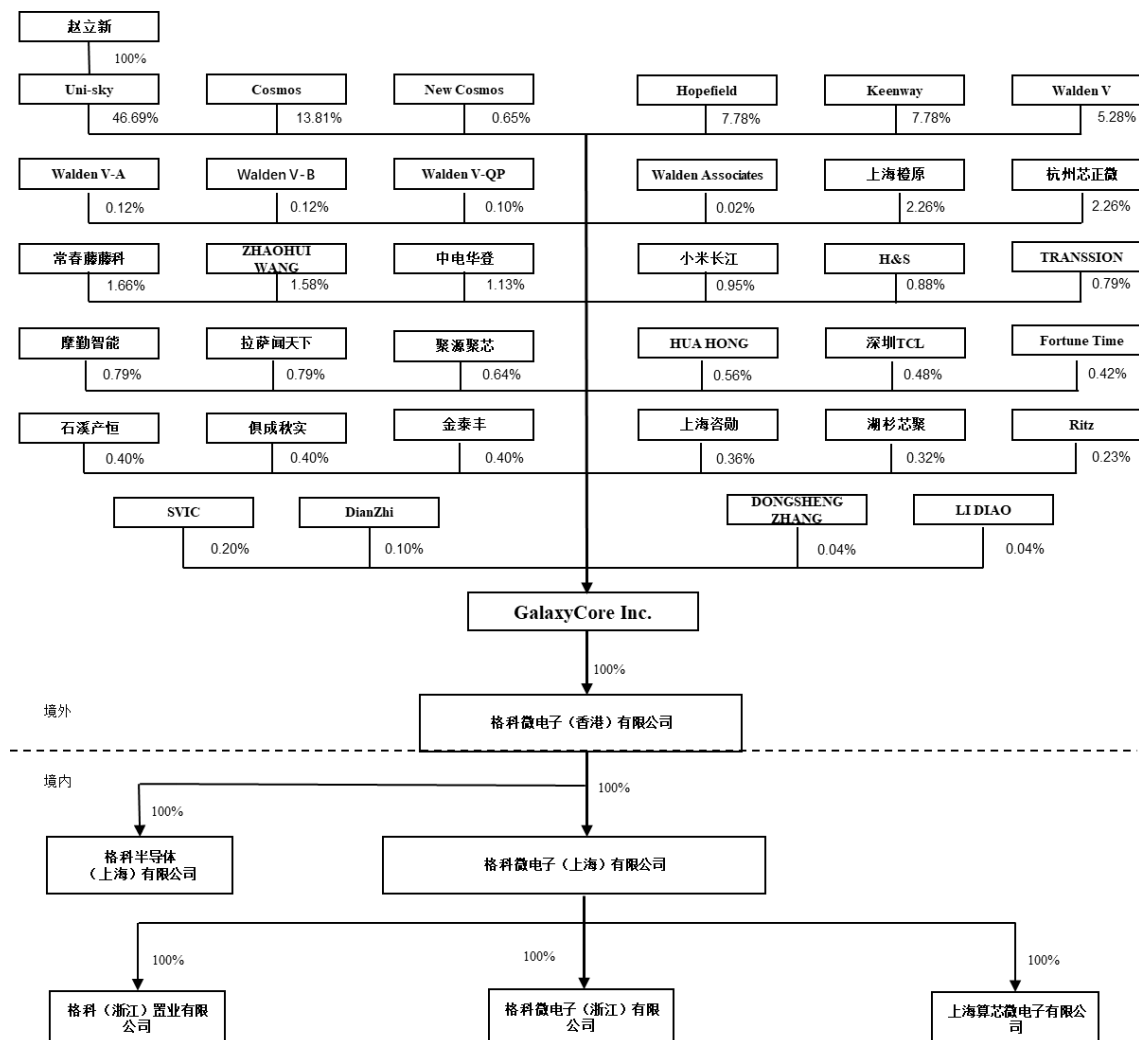 赵立新
100%
Uni-sky
Cosmos
New Cosmos
Hopefield
Keenway
Walden V
46.69%
13.81%
0.65%
7.78%
7.78%
5.28%
Walden V-A
Walden V-B
Walden V-QP
Walden Associates
上海橙原
杭州芯正微
0.12%
0.12%
0.10%
0.02%
2.26%
2.26%
常春藤藤科
ZHAOHUI
WANG
中电华登
小米长江
H&S
TRANSSION
1.66%
1.58%
1.13%
0.95%
0.88%
0.79%
摩勤智能
拉萨闻天下
聚源聚芯
HUA HONG
深圳TCL
Fortune Time
0.79%
0.79%
0.64%
0.56%
0.48%
0.42%
石溪产恒
俱成秋实
金泰丰
上海咨勋
湖杉芯聚
Ritz
0.40%
0.40%
0.40%
0.36%
0.32%
0.23%
SVIC
DianZhi
DONGSHENG
ZHANG
LI DIAO
0.20%
0.10%
0.04%
0.04%
GalaxyCore Inc.
100%
格科微电子（香港）有限公司
境外
境内
100%
100%
格科半导体
（上海）有限公司
格科微电子（上海）有限公司
100%
100%
100%
格科（浙江）置业有限
公司
格科微电子（浙江）有限
公司
上海算芯微电子有限公
司